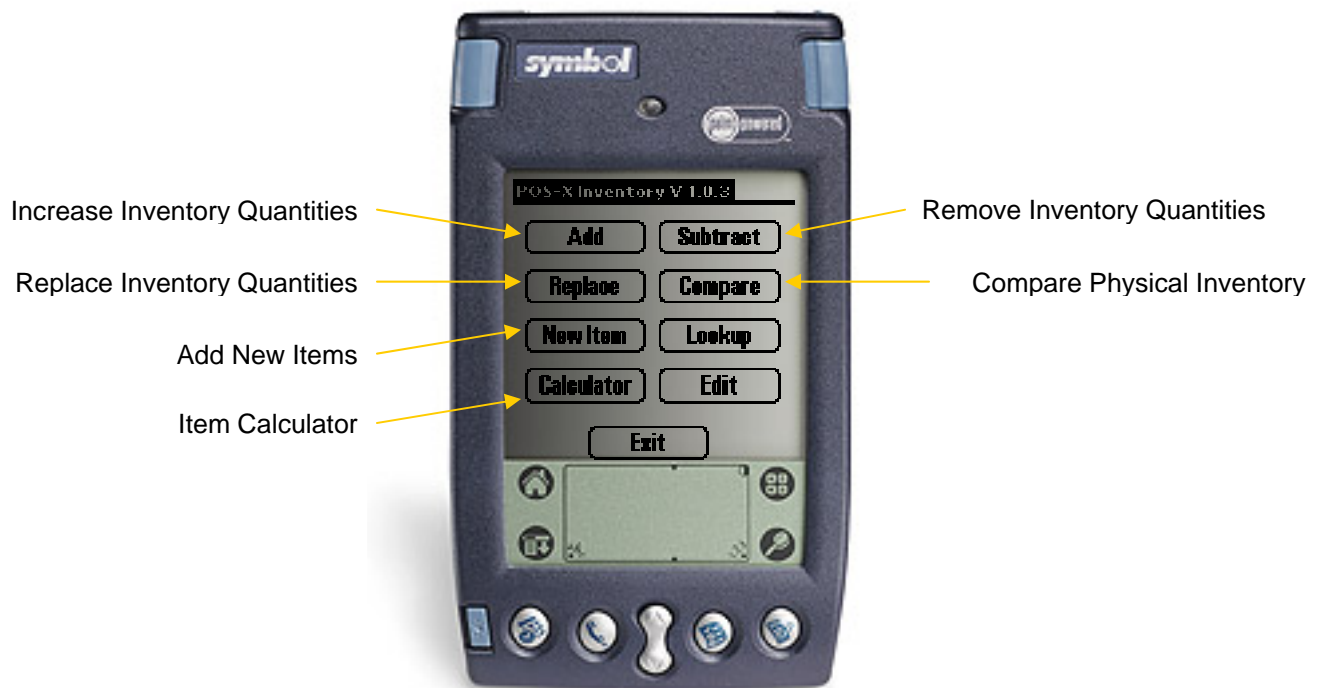 symbol
powered
POS-X Inventory V 1.0.3
Increase Inventory Quantities
Add
Subtract
Remove Inventory Quantities
Replace Inventory Quantities
Replace
Compare
Compare Physical Inventory
Add New Items
New Item
Lookup
Item Calculator
Calculator
Edit
Exit